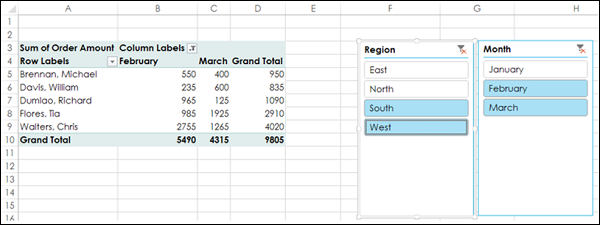 A B C D E F G H
1
2
3 Sum of Order Amount Column Labels Region Month
4 Row Labels February March Grand Total East January
5 Brennan, Michael 550 400 950 North February
6 Davis, William 235 600 835 South March
7 Dumlao, Richard 965 125 1090 West
8 Flores, Tia 985 1925 2910
9 Walters, Chris 2755 1265 4020
10 Grand Total 5490 4315 9805
11
12
13
14
15
16